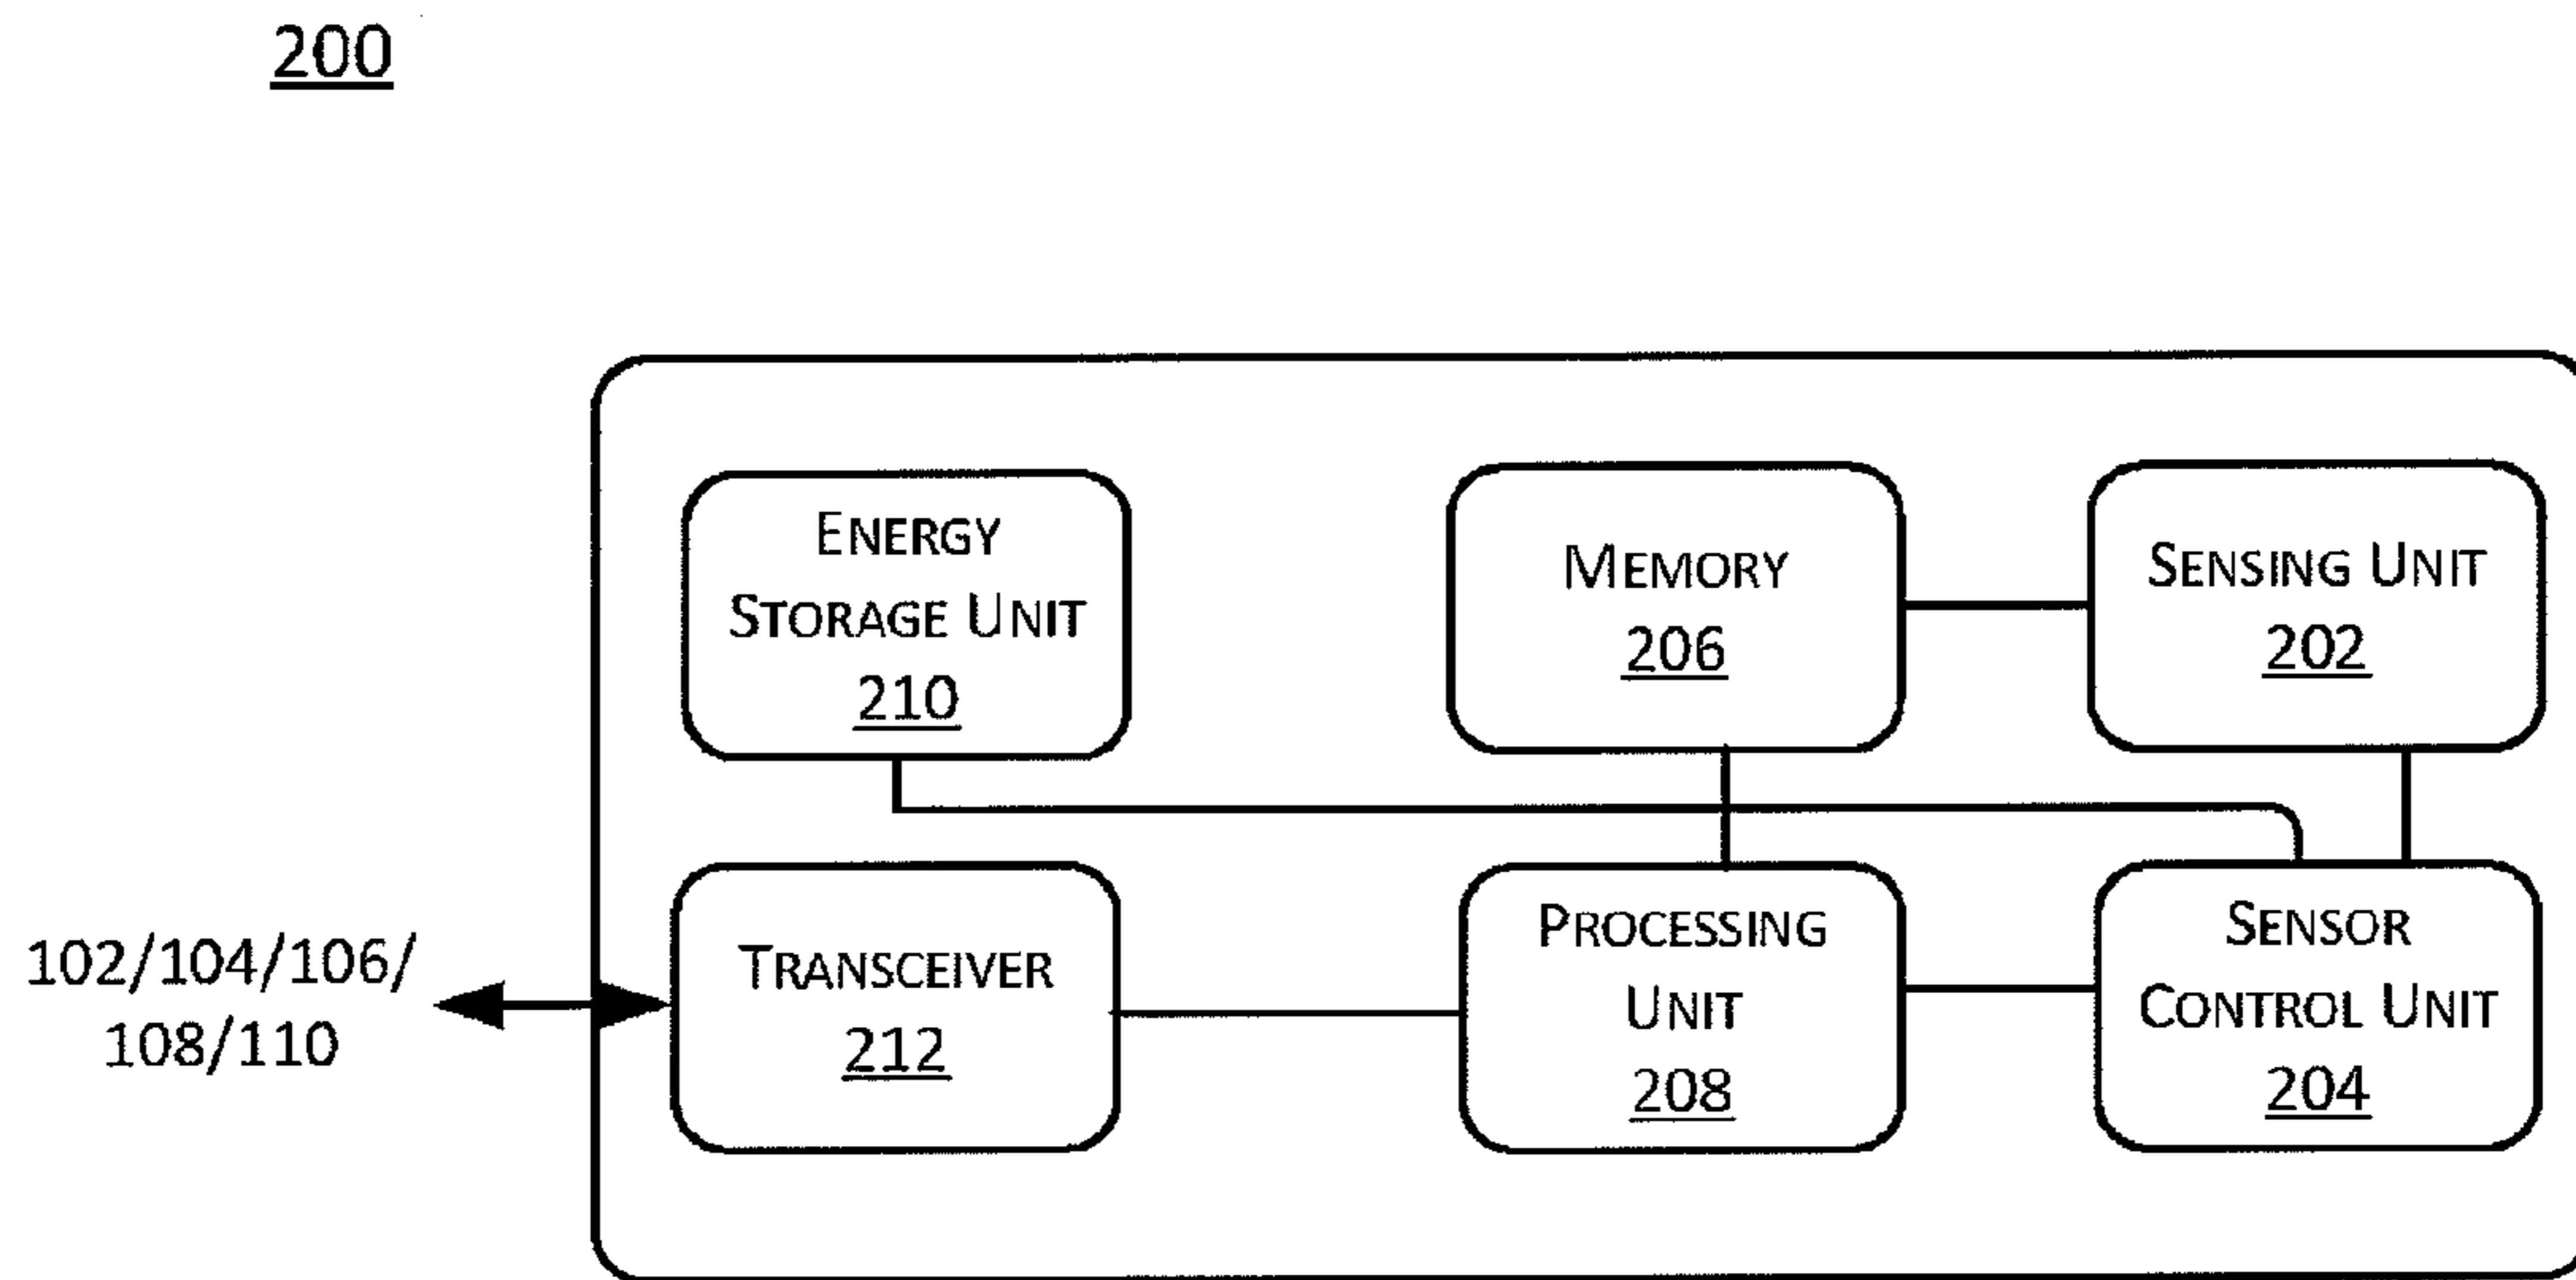 200
ENERGY
STORAGE UNIT
210
MEMORY
206
SENSING UNIT
202
102/104/106/
108/110
TRANSCEIVER
212
PROCESSING
UNIT
208
SENSOR
CONTROL UNIT
204